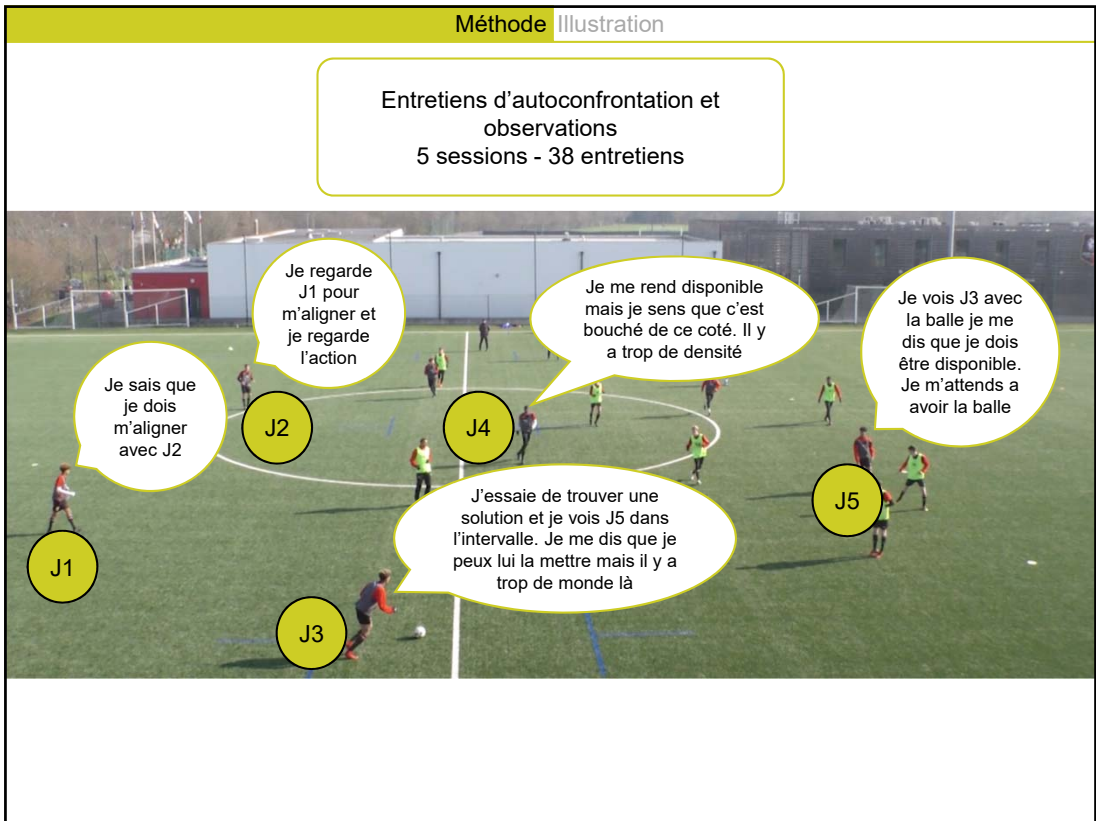 Méthode Illustration
Entretiens d’autoconfrontation et
observations
5 sessions - 38 entretiens
Je sais que
je dois
m’aligner
avec J2
J1
Je regarde
J1 pour
m’aligner et
je regarde
l’action
J2
Je me rend disponible
mais je sens que c’est
bouché de ce coté. Il y
a trop de densité
J4
J’essaie de trouver une
solution et je vois J5 dans
l’intervalle. Je me dis que je
peux lui la mettre mais il y a
trop de monde là
J3
Je vois J3 avec
la balle je me
dis que je dois
être disponible.
Je m’attends a
avoir la balle
J5